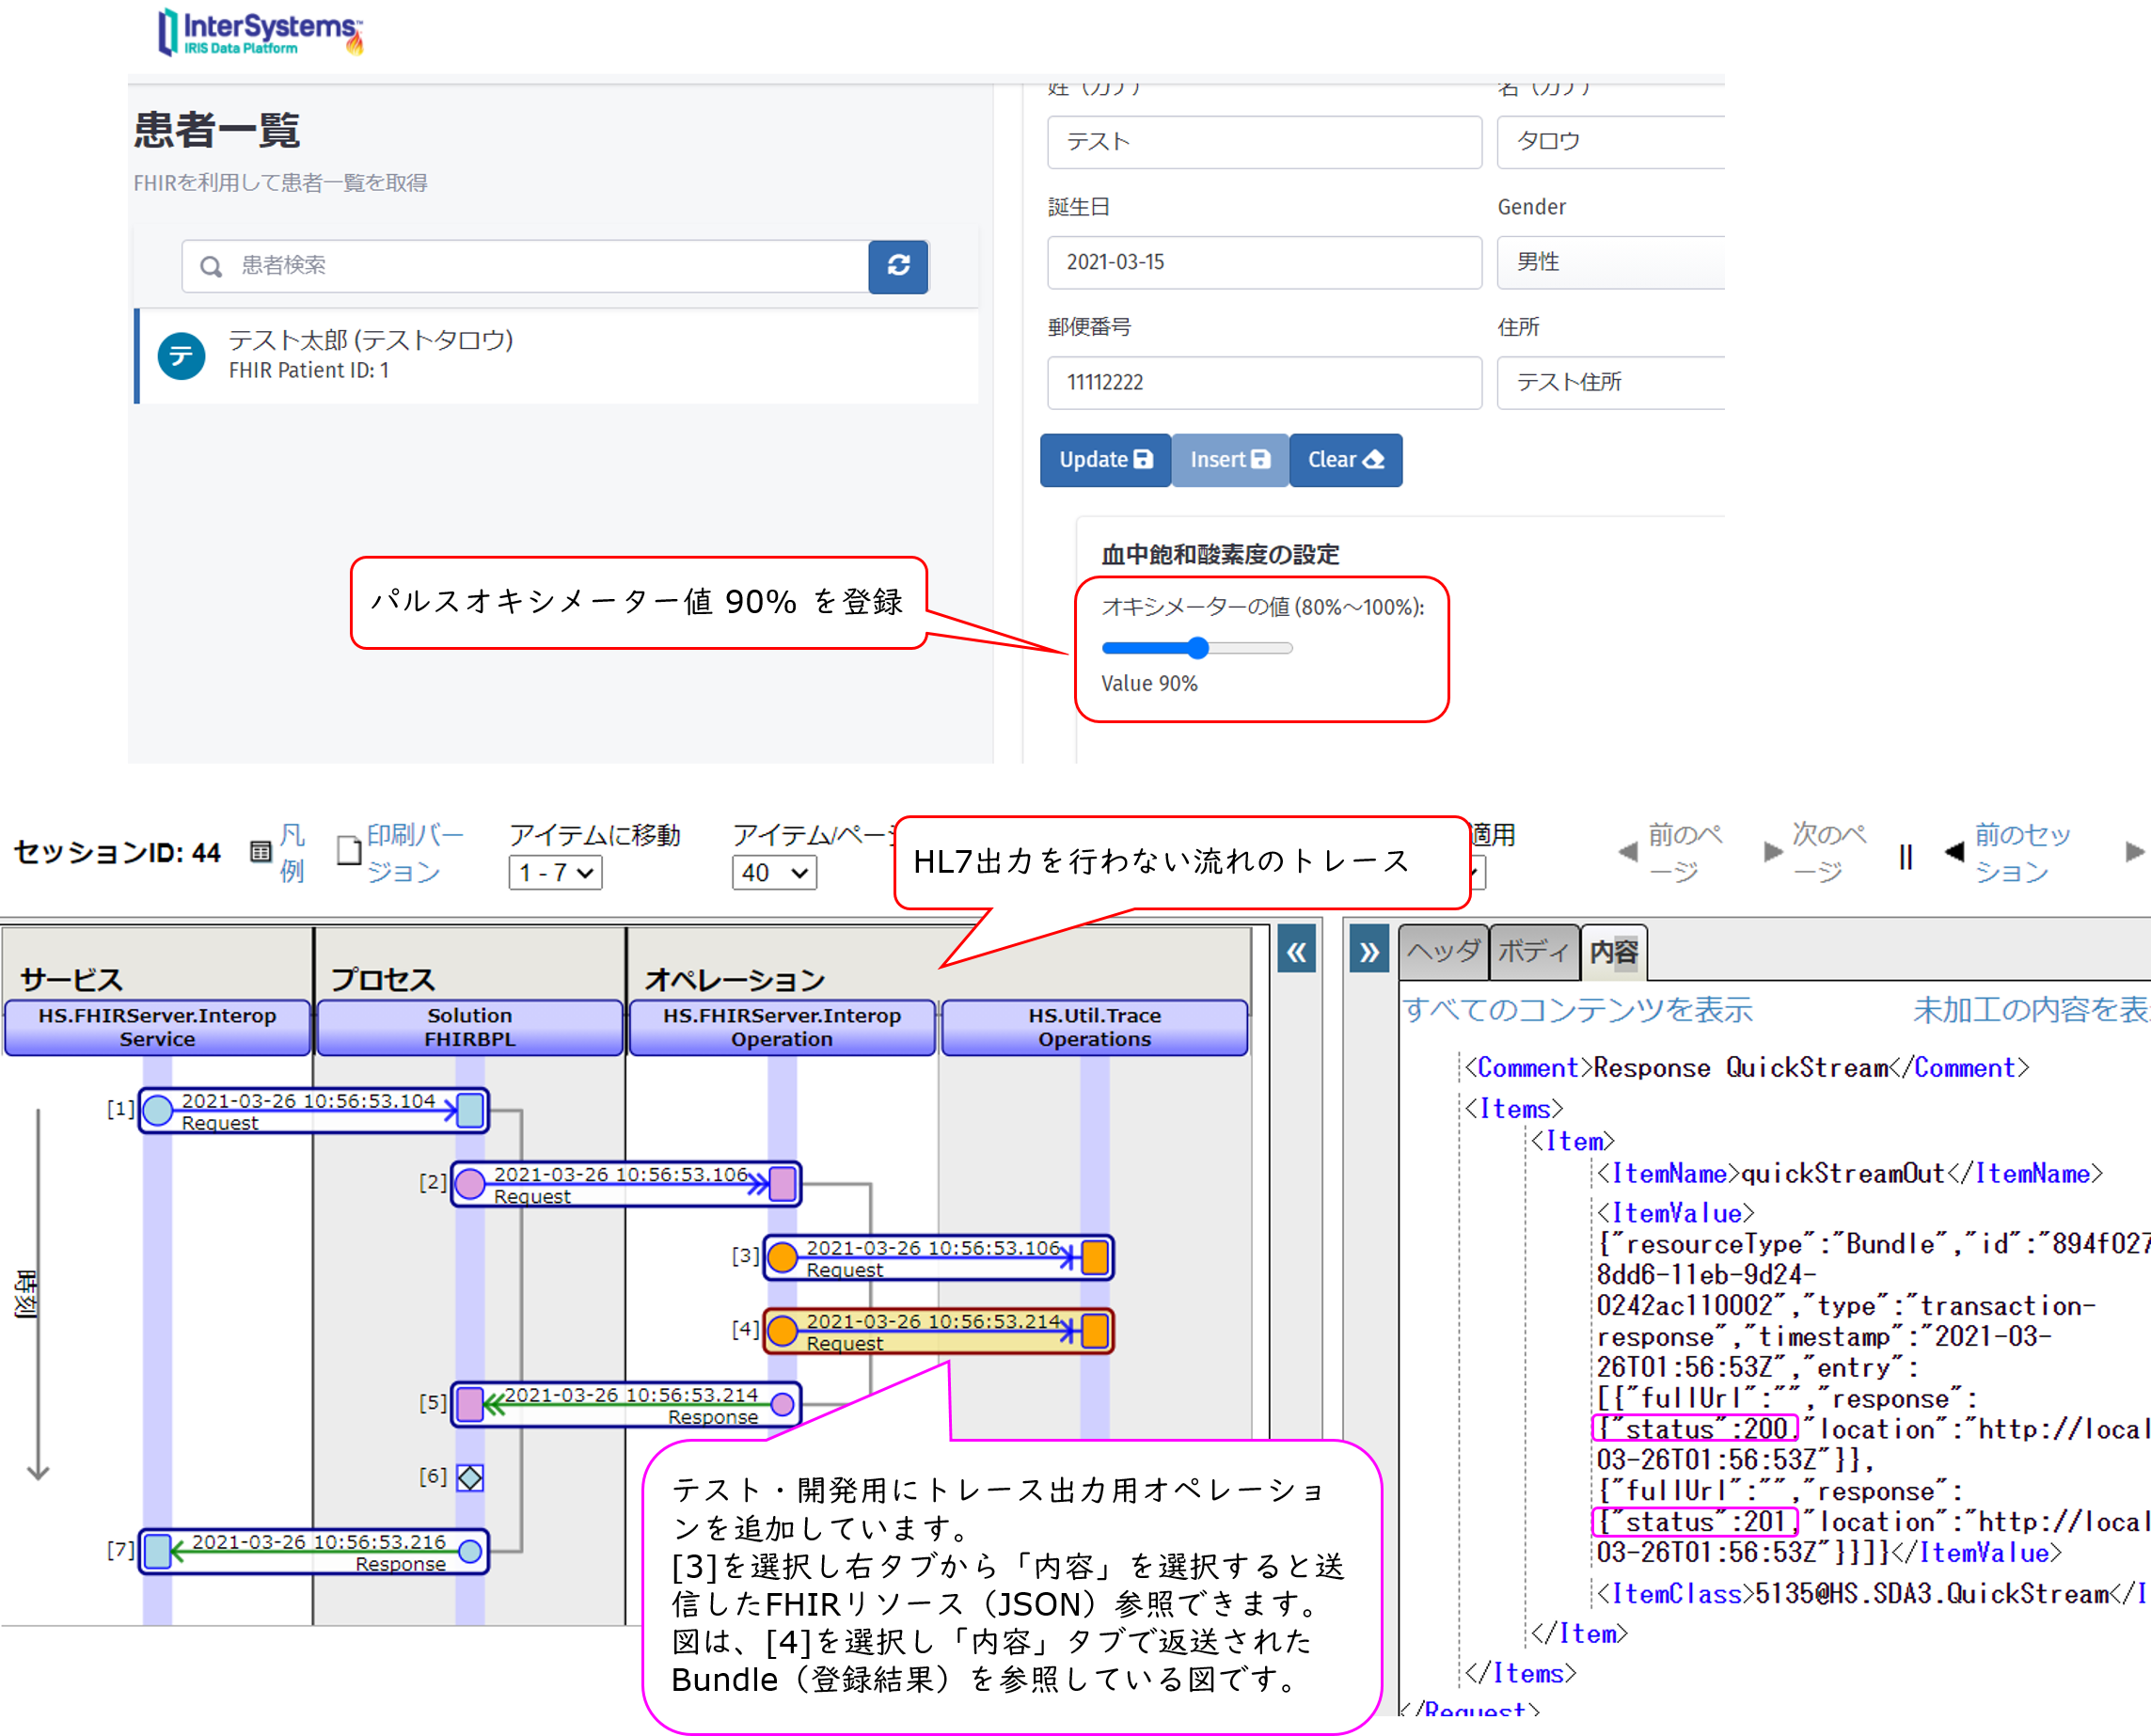 InterSystems™
IRIS Data Platform
患者一覧
FHIRを利用して患者一覧を取得
患者検索
テ
テスト太郎 (テストタロウ)
FHIR Patient ID: 1
姓 (カナ)
名 (カナ)
テスト
タロウ
誕生日
Gender
2021-03-15
男性
郵便番号
住所
11112222
テスト住所
Update
Insert
Clear
血中飽和酸素度の設定
オキシメーターの値 (80%～100%):
Value 90%
パルスオキシメーター値 90% を登録
セッションID: 44
凡例
印刷バージョン
アイテムに移動
1 - 7
アイテム/ペー
40
HL7出力を行わない流れのトレース
適用
前のページ
次のページ
||
前のセッション
サービス
プロセス
オペレーション
HS.FHIRServer.Interop
Service
Solution
FHIRBPL
HS.FHIRServer.Interop
Operation
HS.Util.Trace
Operations
時刻
[1]
2021-03-26 10:56:53.104
Request
[2]
2021-03-26 10:56:53.106
Request
[3]
2021-03-26 10:56:53.106
Request
[4]
2021-03-26 10:56:53.214
Request
[5]
2021-03-26 10:56:53.214
Response
[6]
[7]
2021-03-26 10:56:53.216
Response
テスト・開発用にトレース出力用オペレーショ
ンを追加しています。
[3]を選択し右タブから「内容」を選択すると送
信したFHIRリソース（JSON）参照できます。
図は、[4]を選択し「内容」タブで返送された
Bundle（登録結果）を参照している図です。
«
»
ヘッダ
ボディ
内容
すべてのコンテンツを表示
未加工の内容を表
<Comment>Response QuickStream</Comment>
<Items>
<Item>
<ItemName>quickStreamOut</ItemName>
<ItemValue>
{"resourceType":"Bundle","id":"894f027
8dd6-11eb-9d24-
0242ac110002","type":"transaction-
response","timestamp":"2021-03-
26T01:56:53Z","entry":
[{"fullUrl":"","response":
{"status":200,"location":"http://local
03-26T01:56:53Z"}},
{"fullUrl":"","response":
{"status":201,"location":"http://local
03-26T01:56:53Z"}}]}</ItemValue>
<ItemClass>5135@HS.SDA3.QuickStream</I
</Item>
</Items>
</Request>